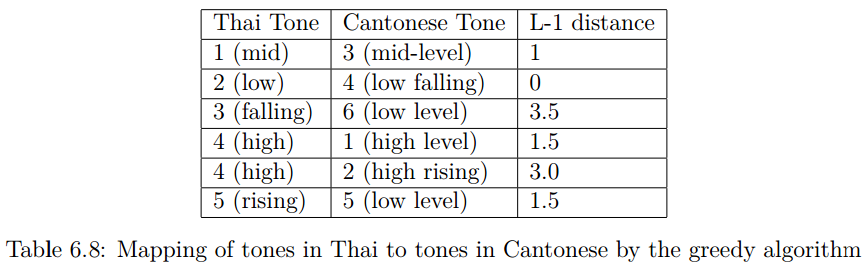 Thai Tone Cantonese Tone L-1 distance
1 (mid) 3 (mid-level) 1
2 (low) 4 (low falling) 0
3 (falling) 6 (low level) 3.5
4 (high) 1 (high level) 1.5
4 (high) 2 (high rising) 3.0
5 (rising) 5 (low level) 1.5
Table 6.8: Mapping of tones in Thai to tones in Cantonese by the greedy algorithm